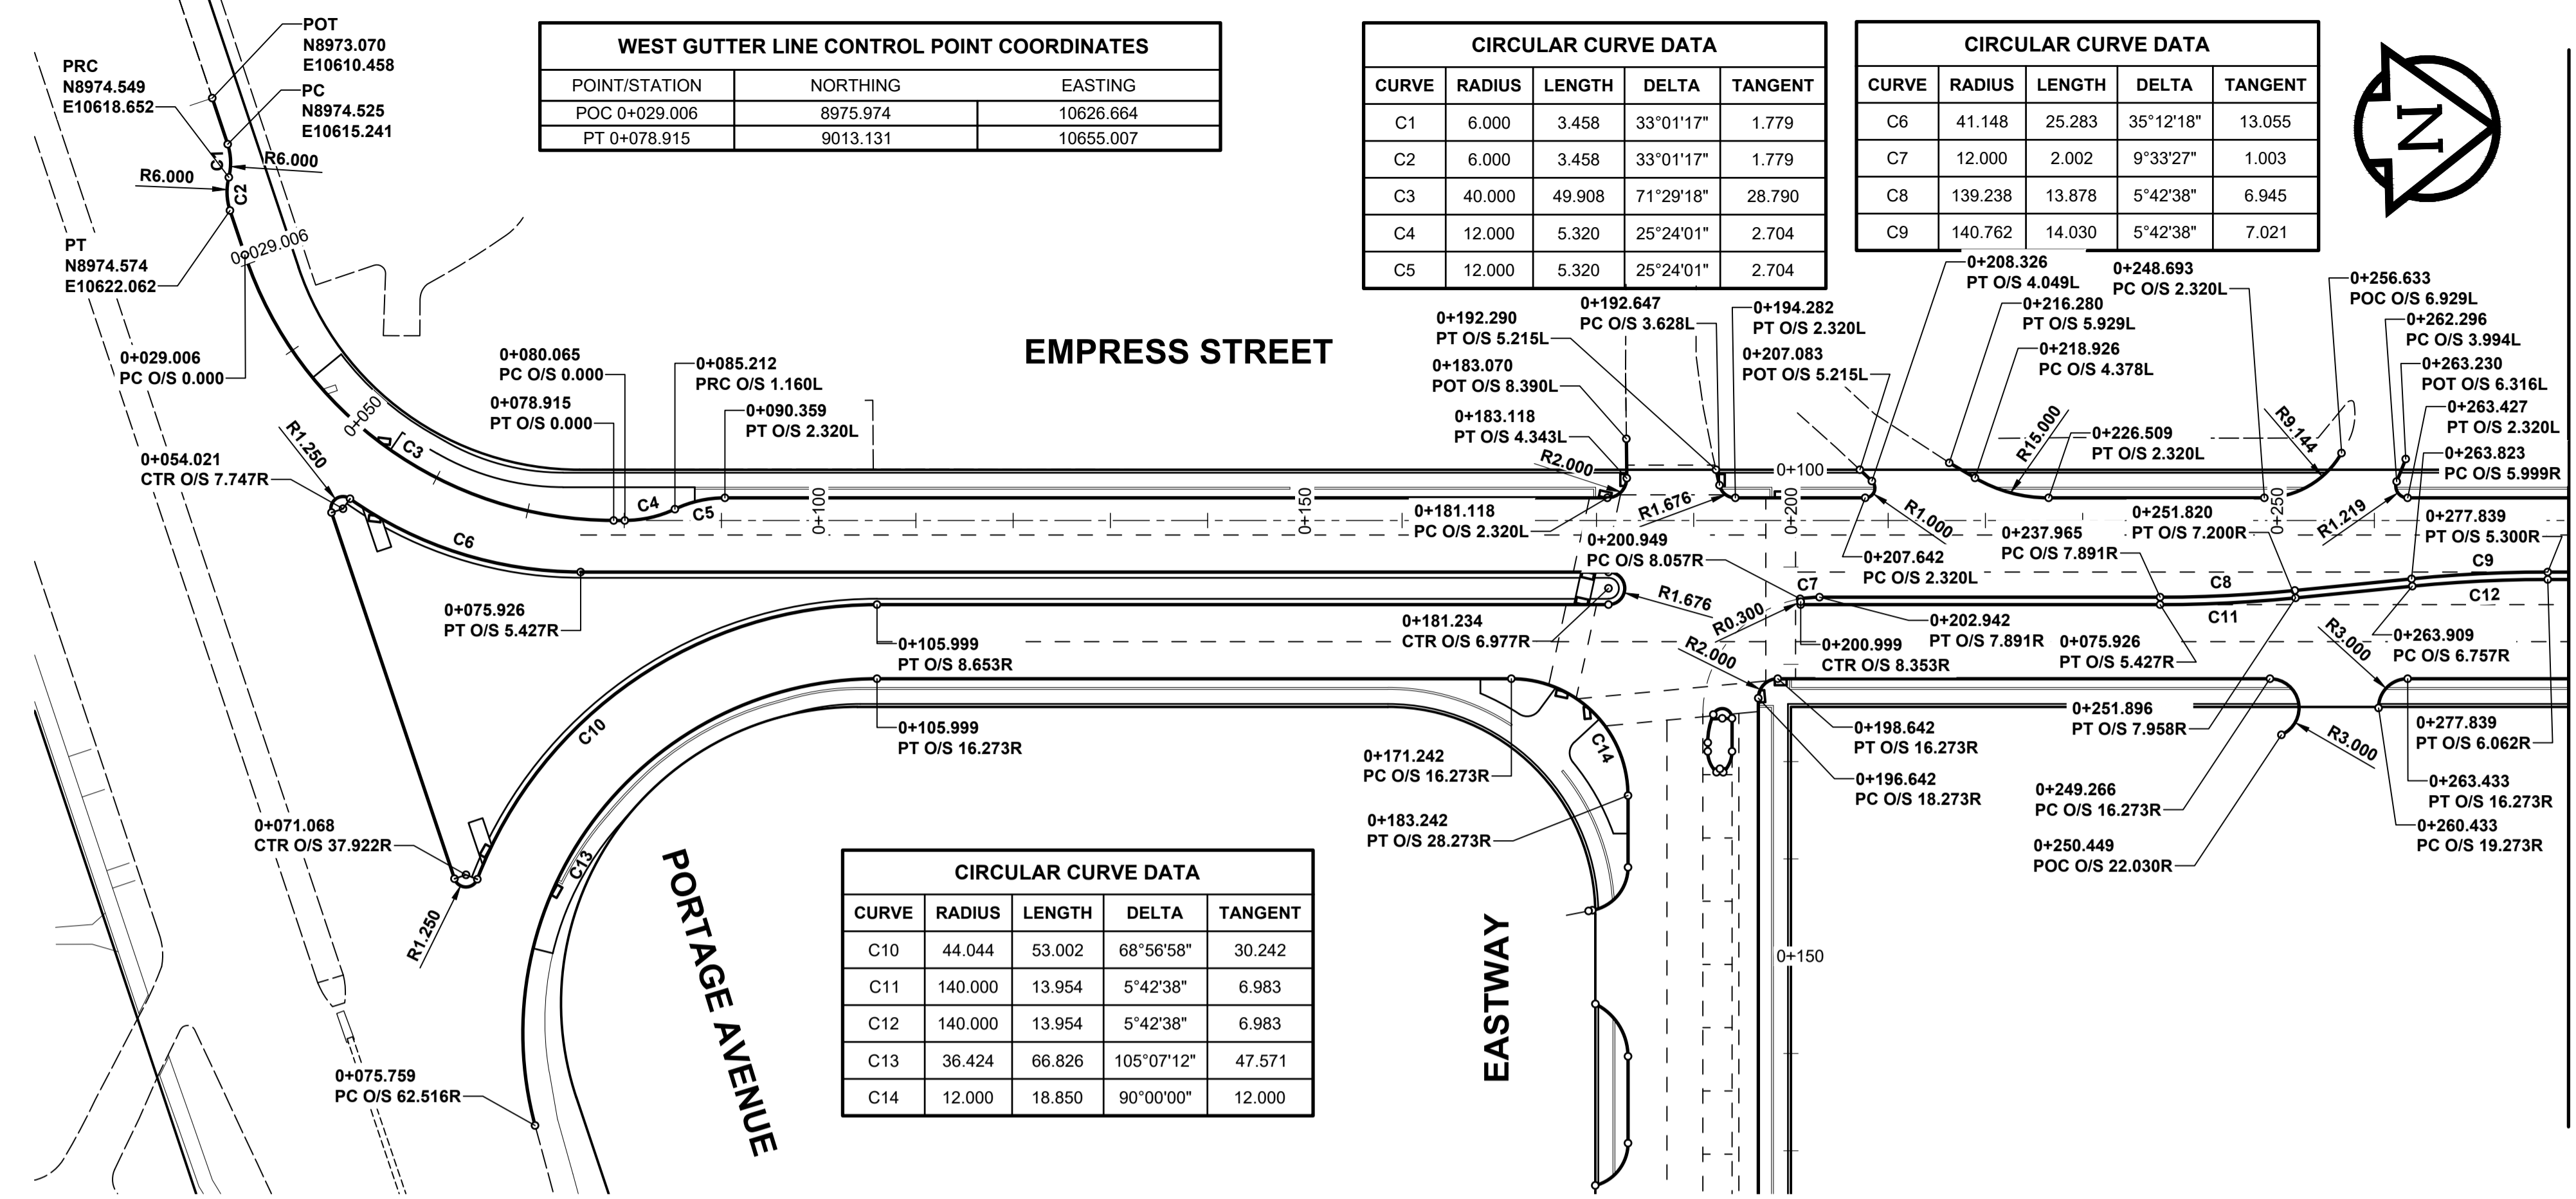 POT
N8973.070
E10610.458
PRC
N8974.549
E10618.652
PC
N8974.525
E10615.241
C1
R6.000
R6.000
C2
PT
N8974.574
E10622.062
0+029.006
WEST GUTTER LINE CONTROL POINT COORDINATES
POINT/STATION NORTHING EASTING
POC 0+029.006 8975.974 10626.664
PT 0+078.915 9013.131 10655.007
CIRCULAR CURVE DATA
CURVE RADIUS LENGTH DELTA TANGENT
C1 6.000 3.458 33°01'17" 1.779
C2 6.000 3.458 33°01'17" 1.779
C3 40.000 49.908 71°29'18" 28.790
C4 12.000 5.320 25°24'01" 2.704
C5 12.000 5.320 25°24'01" 2.704
CIRCULAR CURVE DATA
CURVE RADIUS LENGTH DELTA TANGENT
C6 41.148 25.283 35°12'18" 13.055
C7 12.000 2.002 9°33'27" 1.003
C8 139.238 13.878 5°42'38" 6.945
C9 140.762 14.030 5°42'38" 7.021
N
EMPRESS STREET
0+029.006
PC O/S 0.000
0+050
C3
R1.250
0+054.021
CTR O/S 7.747R
0+080.065
PC O/S 0.000
0+078.915
PT O/S 0.000
0+085.212
PRC O/S 1.160L
0+090.359
PT O/S 2.320L
C4
C5
C6
0+100
0+150
0+075.926
PT O/S 5.427R
0+192.290
PT O/S 5.215L
0+192.647
PC O/S 3.628L
0+183.070
POT O/S 8.390L
0+183.118
PT O/S 4.343L
R2.000
0+194.282
PT O/S 2.320L
0+207.083
POT O/S 5.215L
0+208.326
PT O/S 4.049L
0+216.280
PT O/S 5.929L
0+218.926
PC O/S 4.378L
0+248.693
PC O/S 2.320L
0+256.633
POC O/S 6.929L
0+262.296
PC O/S 3.994L
0+263.230
POT O/S 6.316L
0+263.427
PT O/S 2.320L
0+263.823
PC O/S 5.999R
R15.000
0+226.509
PT O/S 2.320L
R9.144
0+100
0+200
0+250
R1.676
R1.000
R1.219
0+181.118
PC O/S 2.320L
0+200.949
PC O/S 8.057R
0+207.642
PC O/S 2.320L
0+237.965
PC O/S 7.891R
0+251.820
PT O/S 7.200R
0+277.839
PT O/S 5.300R
C7
C8
C9
C11
C12
R1.676
R0.300
R2.000
0+181.234
CTR O/S 6.977R
0+202.942
PT O/S 7.891R
0+200.999
CTR O/S 8.353R
0+075.926
PT O/S 5.427R
R3.000
0+263.909
PC O/S 6.757R
0+105.999
PT O/S 8.653R
C10
0+105.999
PT O/S 16.273R
0+171.242
PC O/S 16.273R
C14
0+183.242
PT O/S 28.273R
0+198.642
PT O/S 16.273R
0+196.642
PC O/S 18.273R
0+251.896
PT O/S 7.958R
0+249.266
PC O/S 16.273R
0+250.449
POC O/S 22.030R
R3.000
0+277.839
PT O/S 6.062R
0+263.433
PT O/S 16.273R
0+260.433
PC O/S 19.273R
0+071.068
CTR O/S 37.922R
R1.250
C13
PORTAGE AVENUE
0+075.759
PC O/S 62.516R
CIRCULAR CURVE DATA
CURVE RADIUS LENGTH DELTA TANGENT
C10 44.044 53.002 68°56'58" 30.242
C11 140.000 13.954 5°42'38" 6.983
C12 140.000 13.954 5°42'38" 6.983
C13 36.424 66.826 105°07'12" 47.571
C14 12.000 18.850 90°00'00" 12.000
EASTWAY
0+150